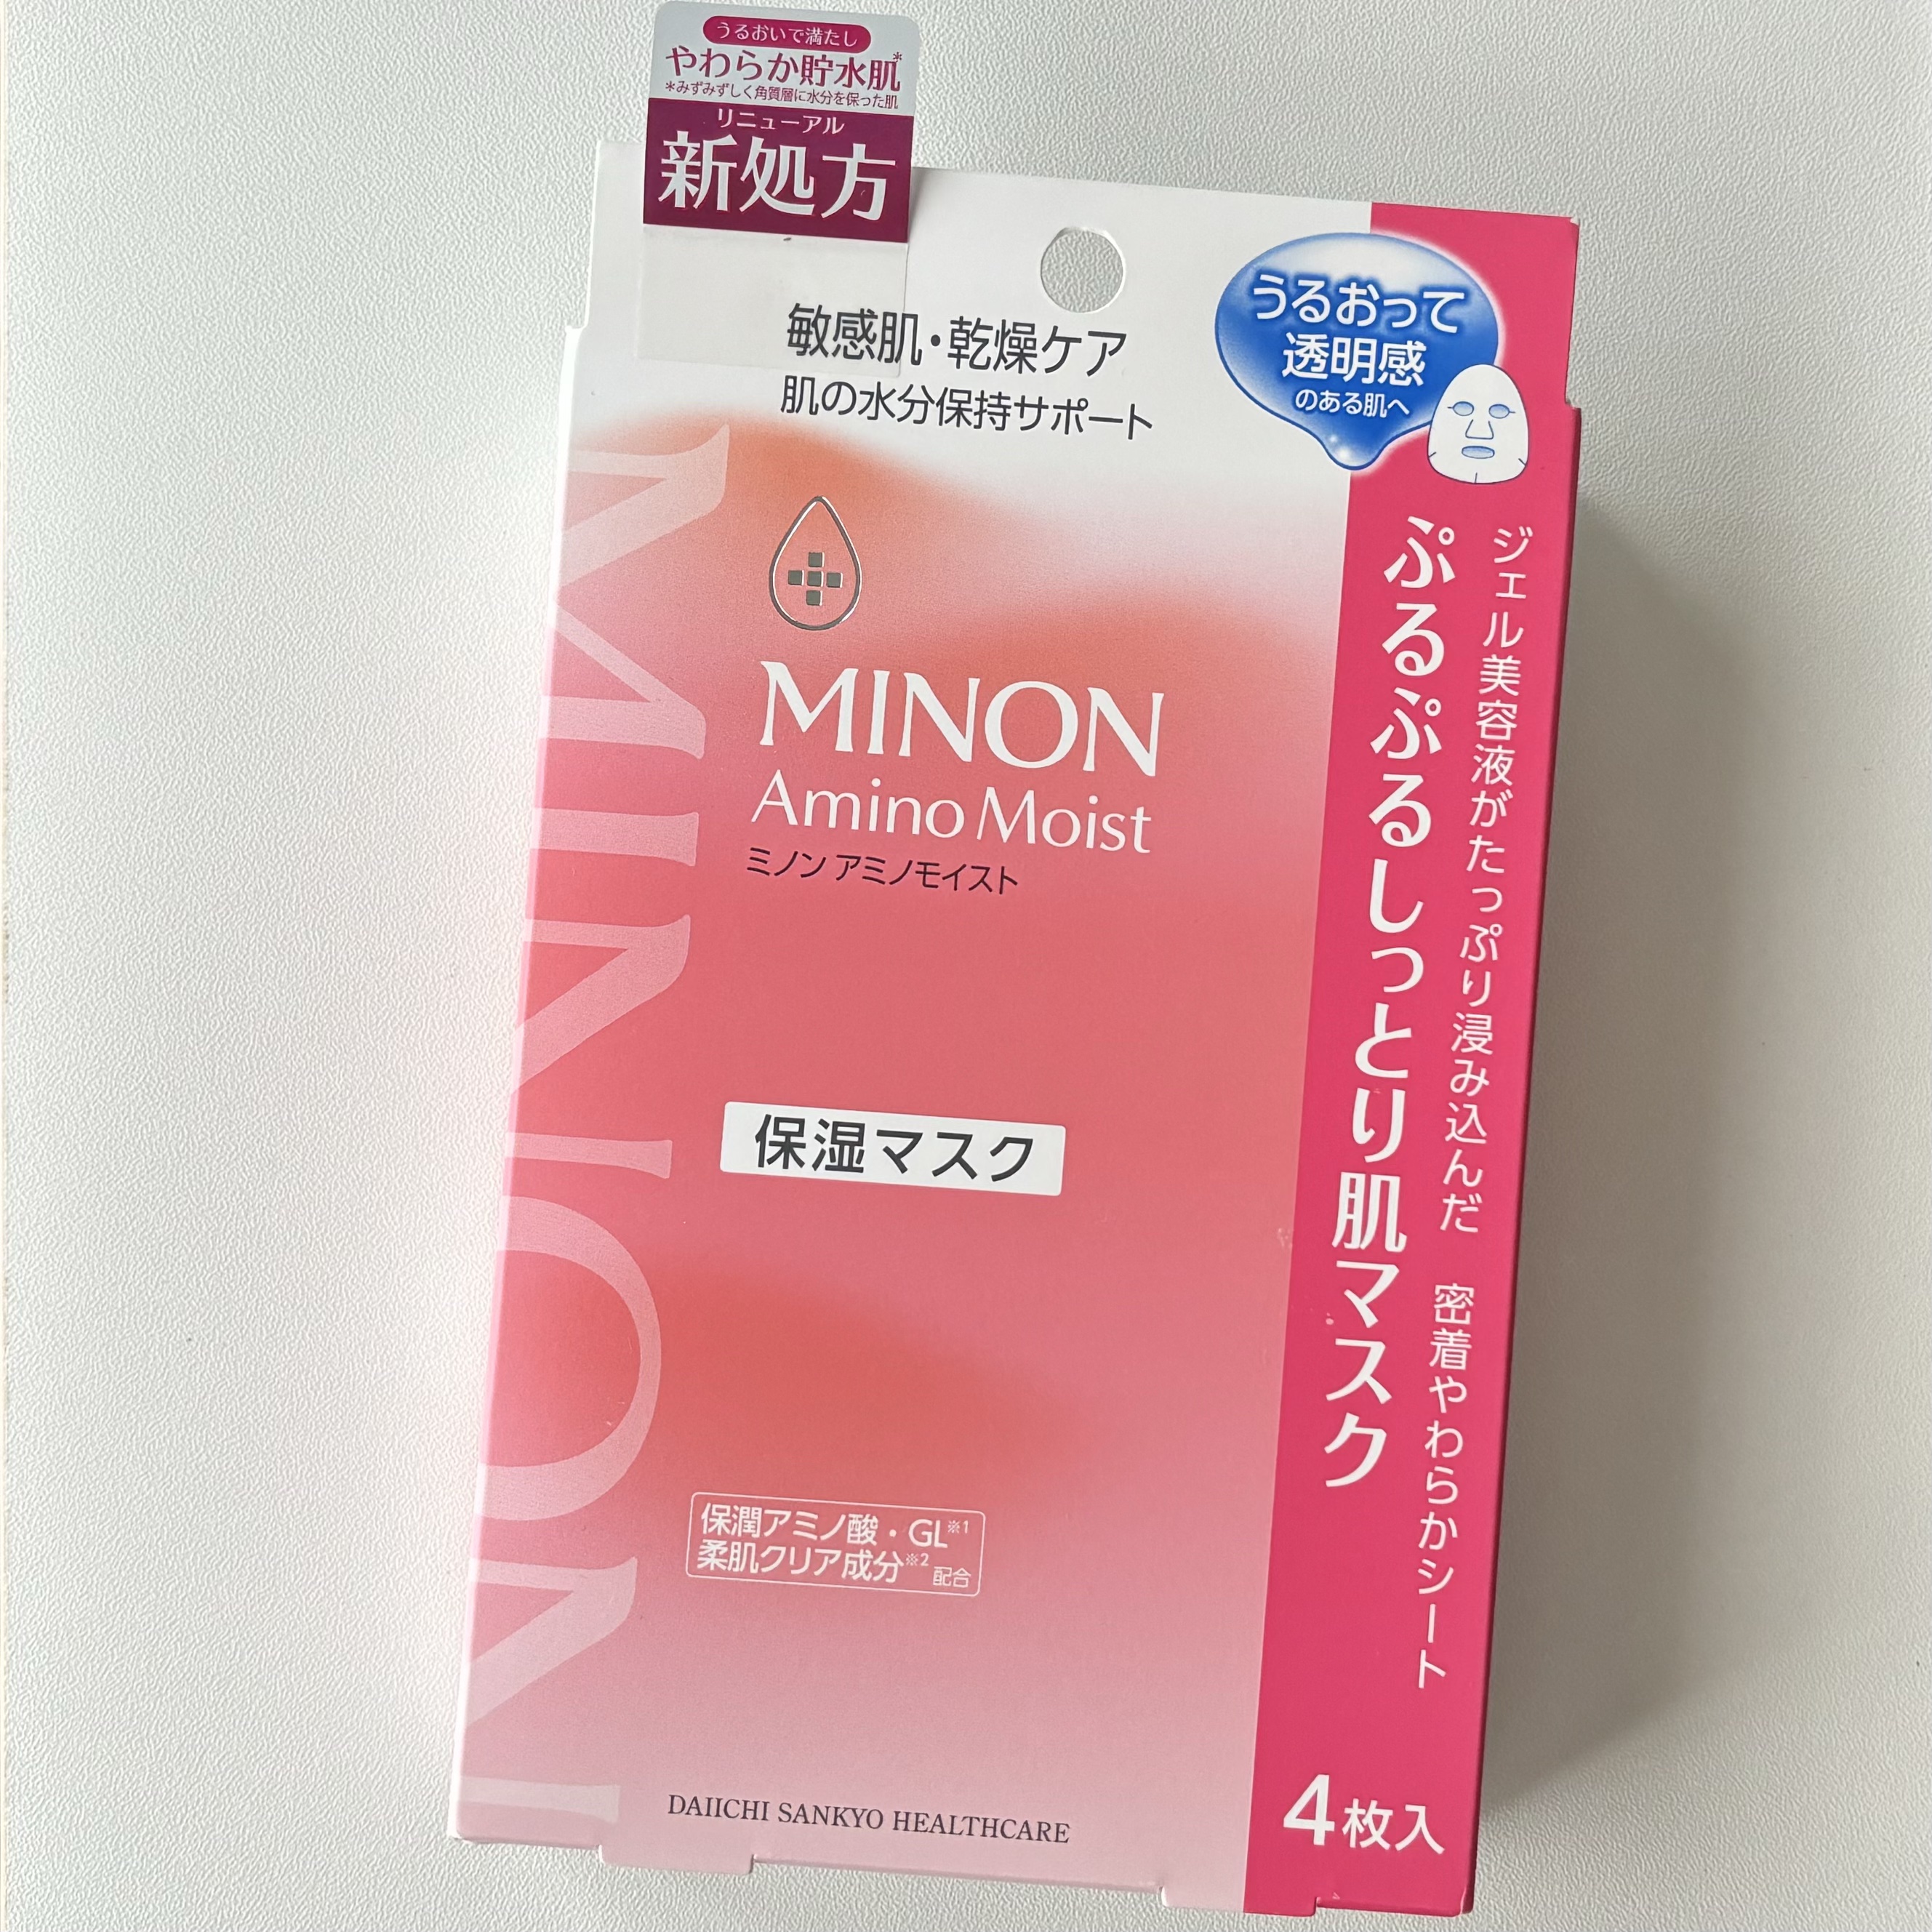 うるおいで満たし
やわらか貯水肌*
*みずみずしく角質層に水分を保った肌
リニューアル
新処方
敏感肌・乾燥ケア
肌の水分保持サポート
うるおって
透明感
のある肌へ
MINON
MINON
Amino Moist
ミノン アミノモイスト
保湿マスク
ジェル美容液がたっぷり浸み込んだ 密着やわらかシート
ぷるぷるしっとり肌マスク
保潤アミノ酸・GL※1
柔肌クリア成分※2 配合
DAIICHI SANKYO HEALTHCARE
4枚入